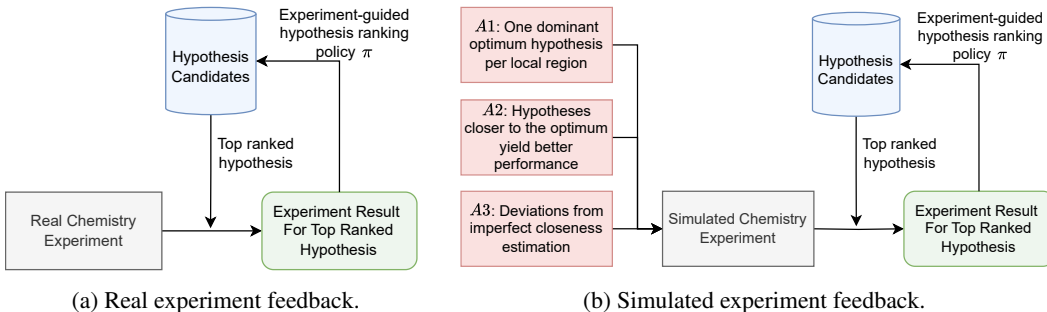 Experiment-guided
hypothesis ranking
policy π
Hypothesis
Candidates
Top ranked
hypothesis
Real Chemistry
Experiment
Experiment Result
For Top Ranked
Hypothesis
(a) Real experiment feedback.
A1: One dominant
optimum hypothesis
per local region
A2: Hypotheses
closer to the optimum
yield better
performance
A3: Deviations from
imperfect closeness
estimation
Simulated Chemistry
Experiment
Experiment-guided
hypothesis ranking
policy π
Hypothesis
Candidates
Top ranked
hypothesis
Experiment Result
For Top Ranked
Hypothesis
(b) Simulated experiment feedback.